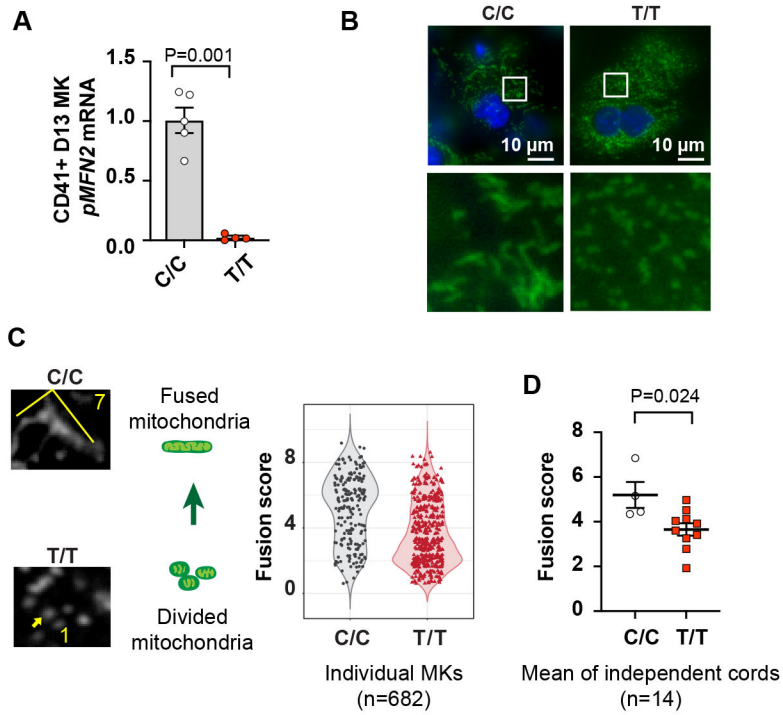 A
P=0.001
CD41+ D13 MK
pMFN2 mRNA
1.5
1.0
0.5
0.0
C/C
T/T
B
C/C
T/T
10 µm
10 µm
C
C/C
7
Fused
mitochondria
T/T
1
Divided
mitochondria
Fusion score
8
4
0
C/C
T/T
Individual MKs
(n=682)
D
P=0.024
Fusion score
8
6
4
2
0
C/C
T/T
Mean of independent cords
(n=14)